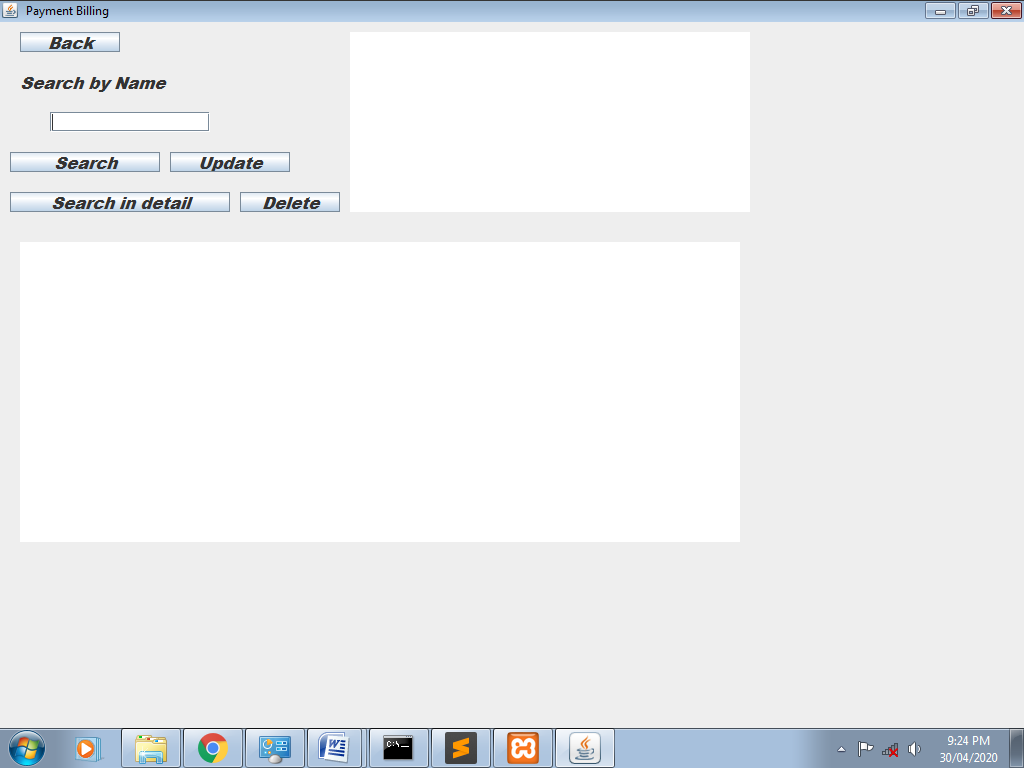 Payment Billing
Back
Search by Name
Search
Update
Search in detail
Delete
C:\_
9:24 PM
30/04/2020